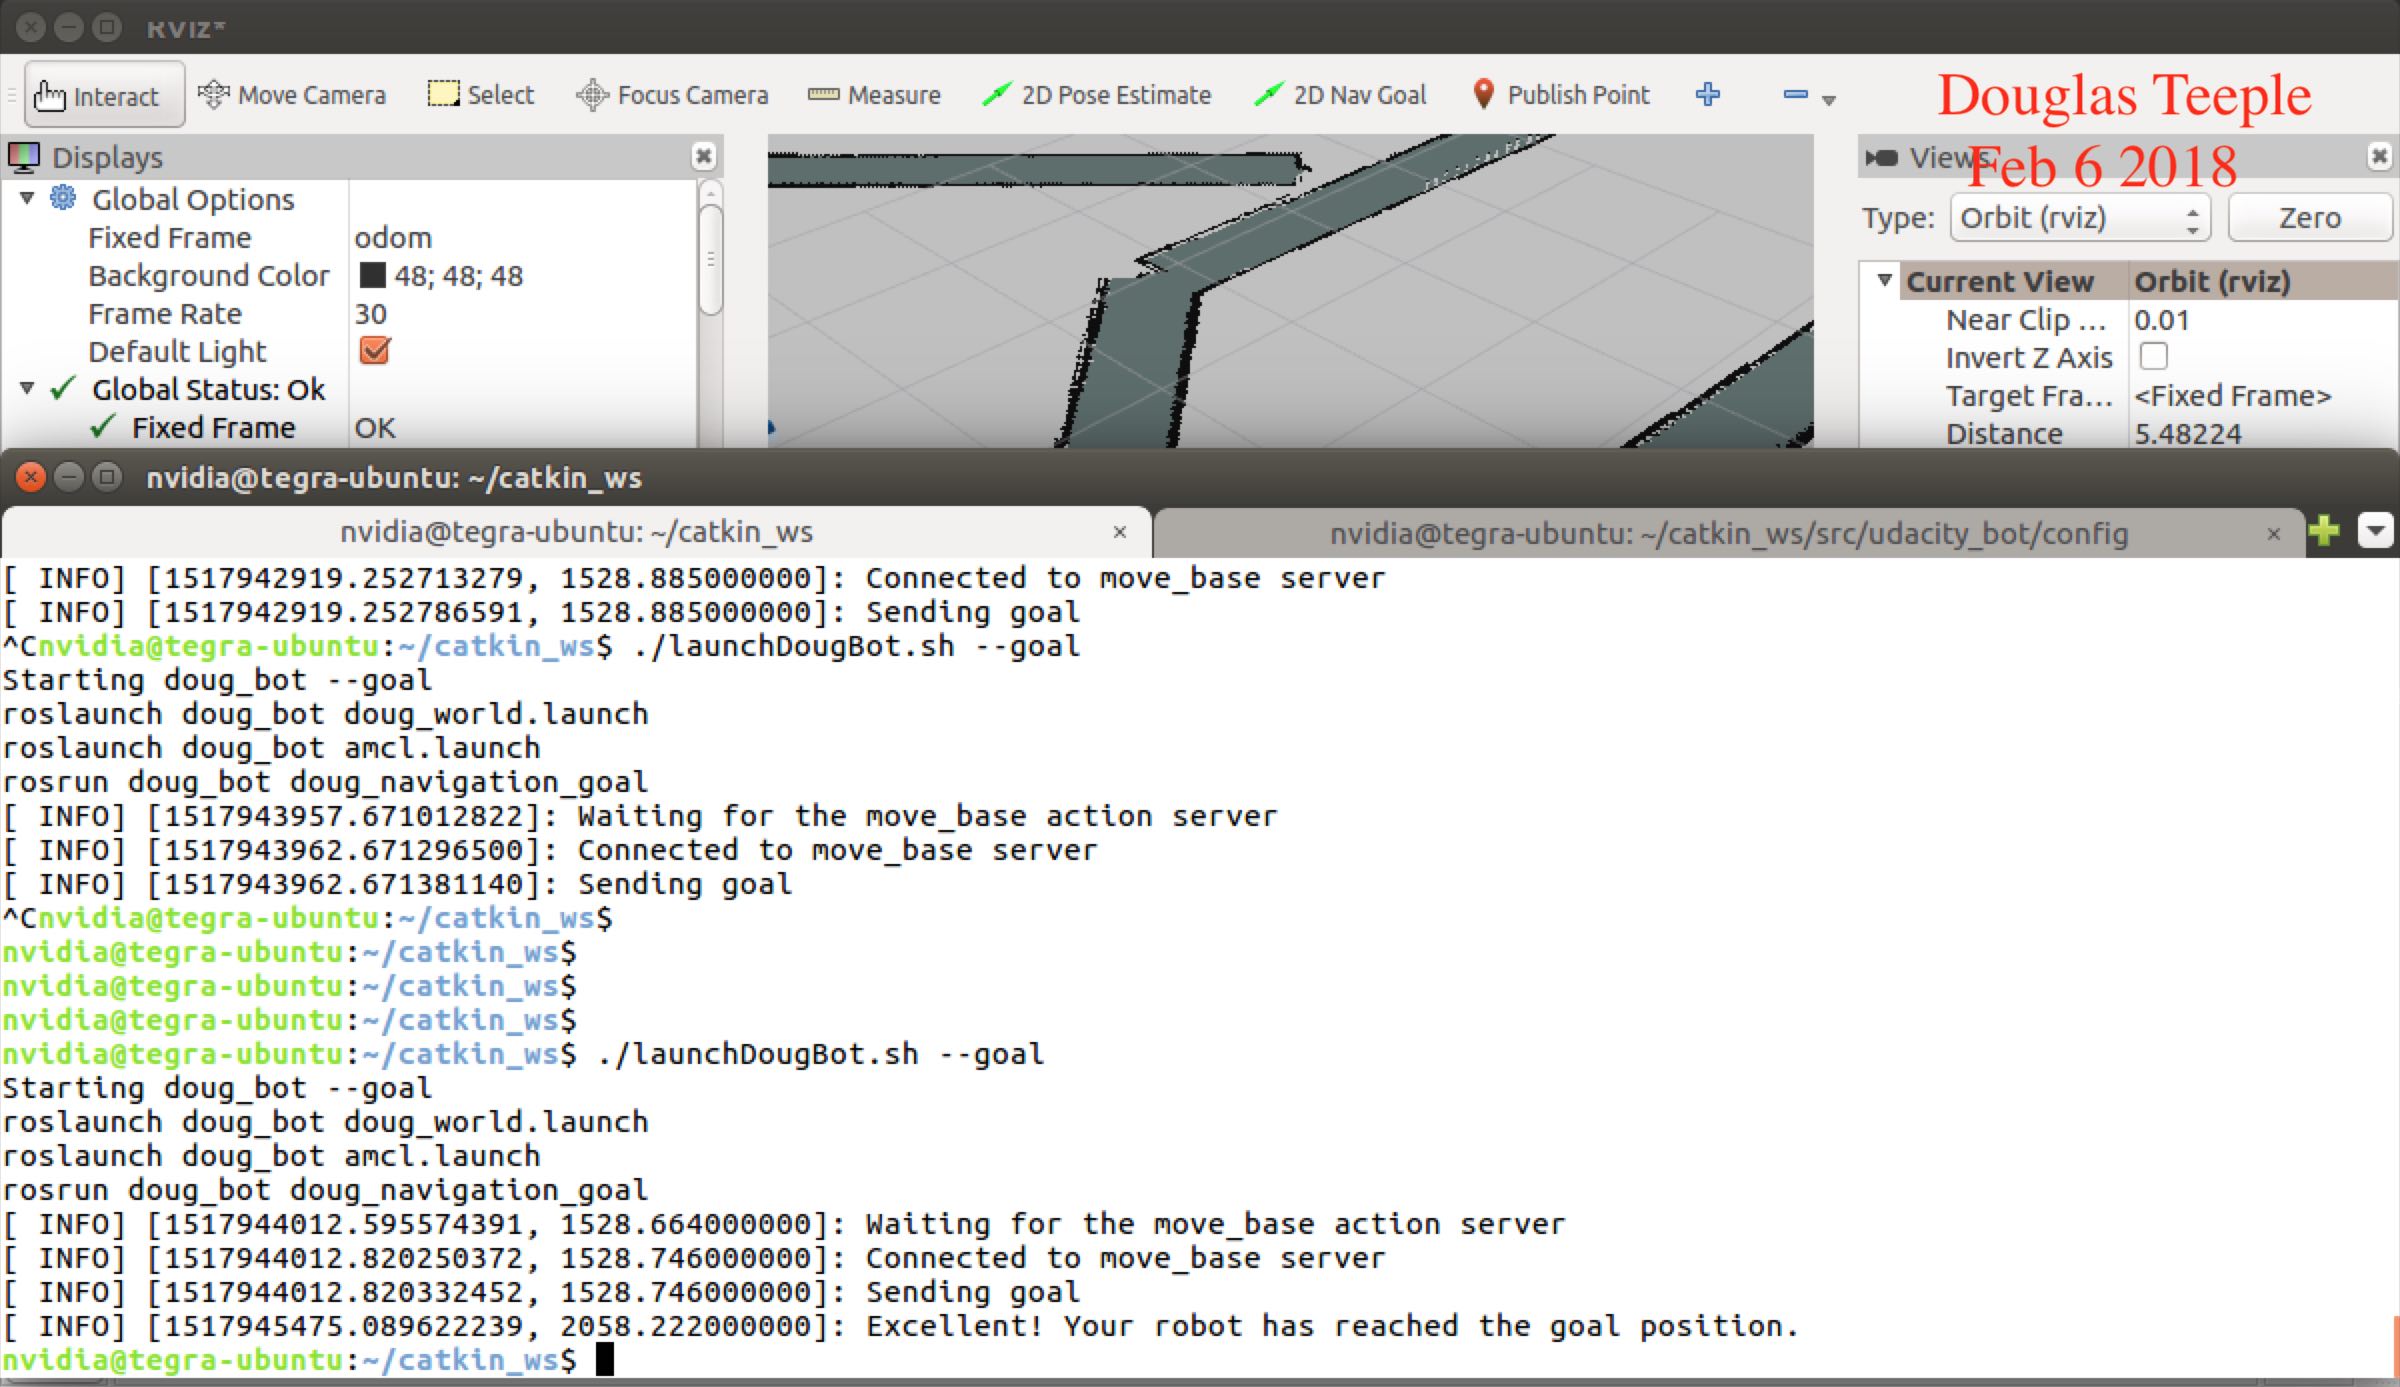 RViz*
Interact Move Camera Select Focus Camera Measure 2D Pose Estimate 2D Nav Goal Publish Point
Douglas Teeple
Feb 6 2018
Displays
Global Options
Fixed Frame odom
Background Color 48; 48; 48
Frame Rate 30
Default Light
Global Status: Ok
Fixed Frame OK
Views
Type: Orbit (rviz) Zero
Current View Orbit (rviz)
Near Clip ... 0.01
Invert Z Axis
Target Fra... <Fixed Frame>
Distance 5.48224
nvidia@tegra-ubuntu: ~/catkin_ws
nvidia@tegra-ubuntu: ~/catkin_ws × nvidia@tegra-ubuntu: ~/catkin_ws/src/udacity_bot/config ×
[ INFO] [1517942919.252713279, 1528.885000000]: Connected to move_base server
[ INFO] [1517942919.252786591, 1528.885000000]: Sending goal
^Cnvidia@tegra-ubuntu:~/catkin_ws$ ./launchDougBot.sh --goal
Starting doug_bot --goal
roslaunch doug_bot doug_world.launch
roslaunch doug_bot amcl.launch
rosrun doug_bot doug_navigation_goal
[ INFO] [1517943957.671012822]: Waiting for the move_base action server
[ INFO] [1517943962.671296500]: Connected to move_base server
[ INFO] [1517943962.671381140]: Sending goal
^Cnvidia@tegra-ubuntu:~/catkin_ws$
nvidia@tegra-ubuntu:~/catkin_ws$
nvidia@tegra-ubuntu:~/catkin_ws$
nvidia@tegra-ubuntu:~/catkin_ws$
nvidia@tegra-ubuntu:~/catkin_ws$ ./launchDougBot.sh --goal
Starting doug_bot --goal
roslaunch doug_bot doug_world.launch
roslaunch doug_bot amcl.launch
rosrun doug_bot doug_navigation_goal
[ INFO] [1517944012.595574391, 1528.664000000]: Waiting for the move_base action server
[ INFO] [1517944012.820250372, 1528.746000000]: Connected to move_base server
[ INFO] [1517944012.820332452, 1528.746000000]: Sending goal
[ INFO] [1517945475.089622239, 2058.222000000]: Excellent! Your robot has reached the goal position.
nvidia@tegra-ubuntu:~/catkin_ws$